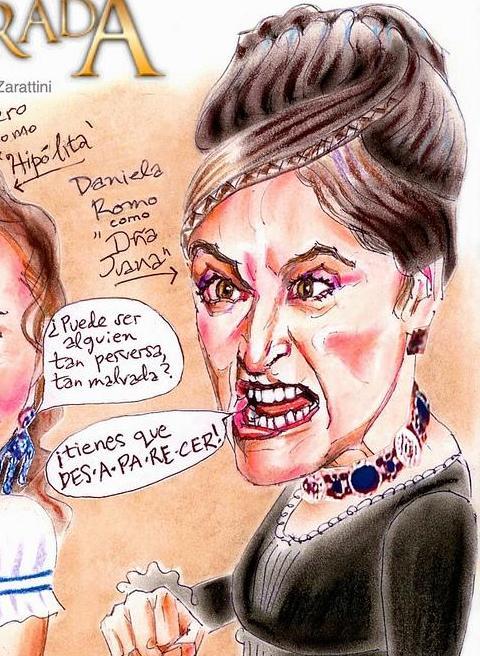 RADA
Zarattini
ero
omo
"Hipólita"
Daniela
Romo
como
"Dña
Juana"
¿Puede ser
alguien
tan perversa,
tan malvada?
¡tienes que
DES·A·PA·RE·CER!